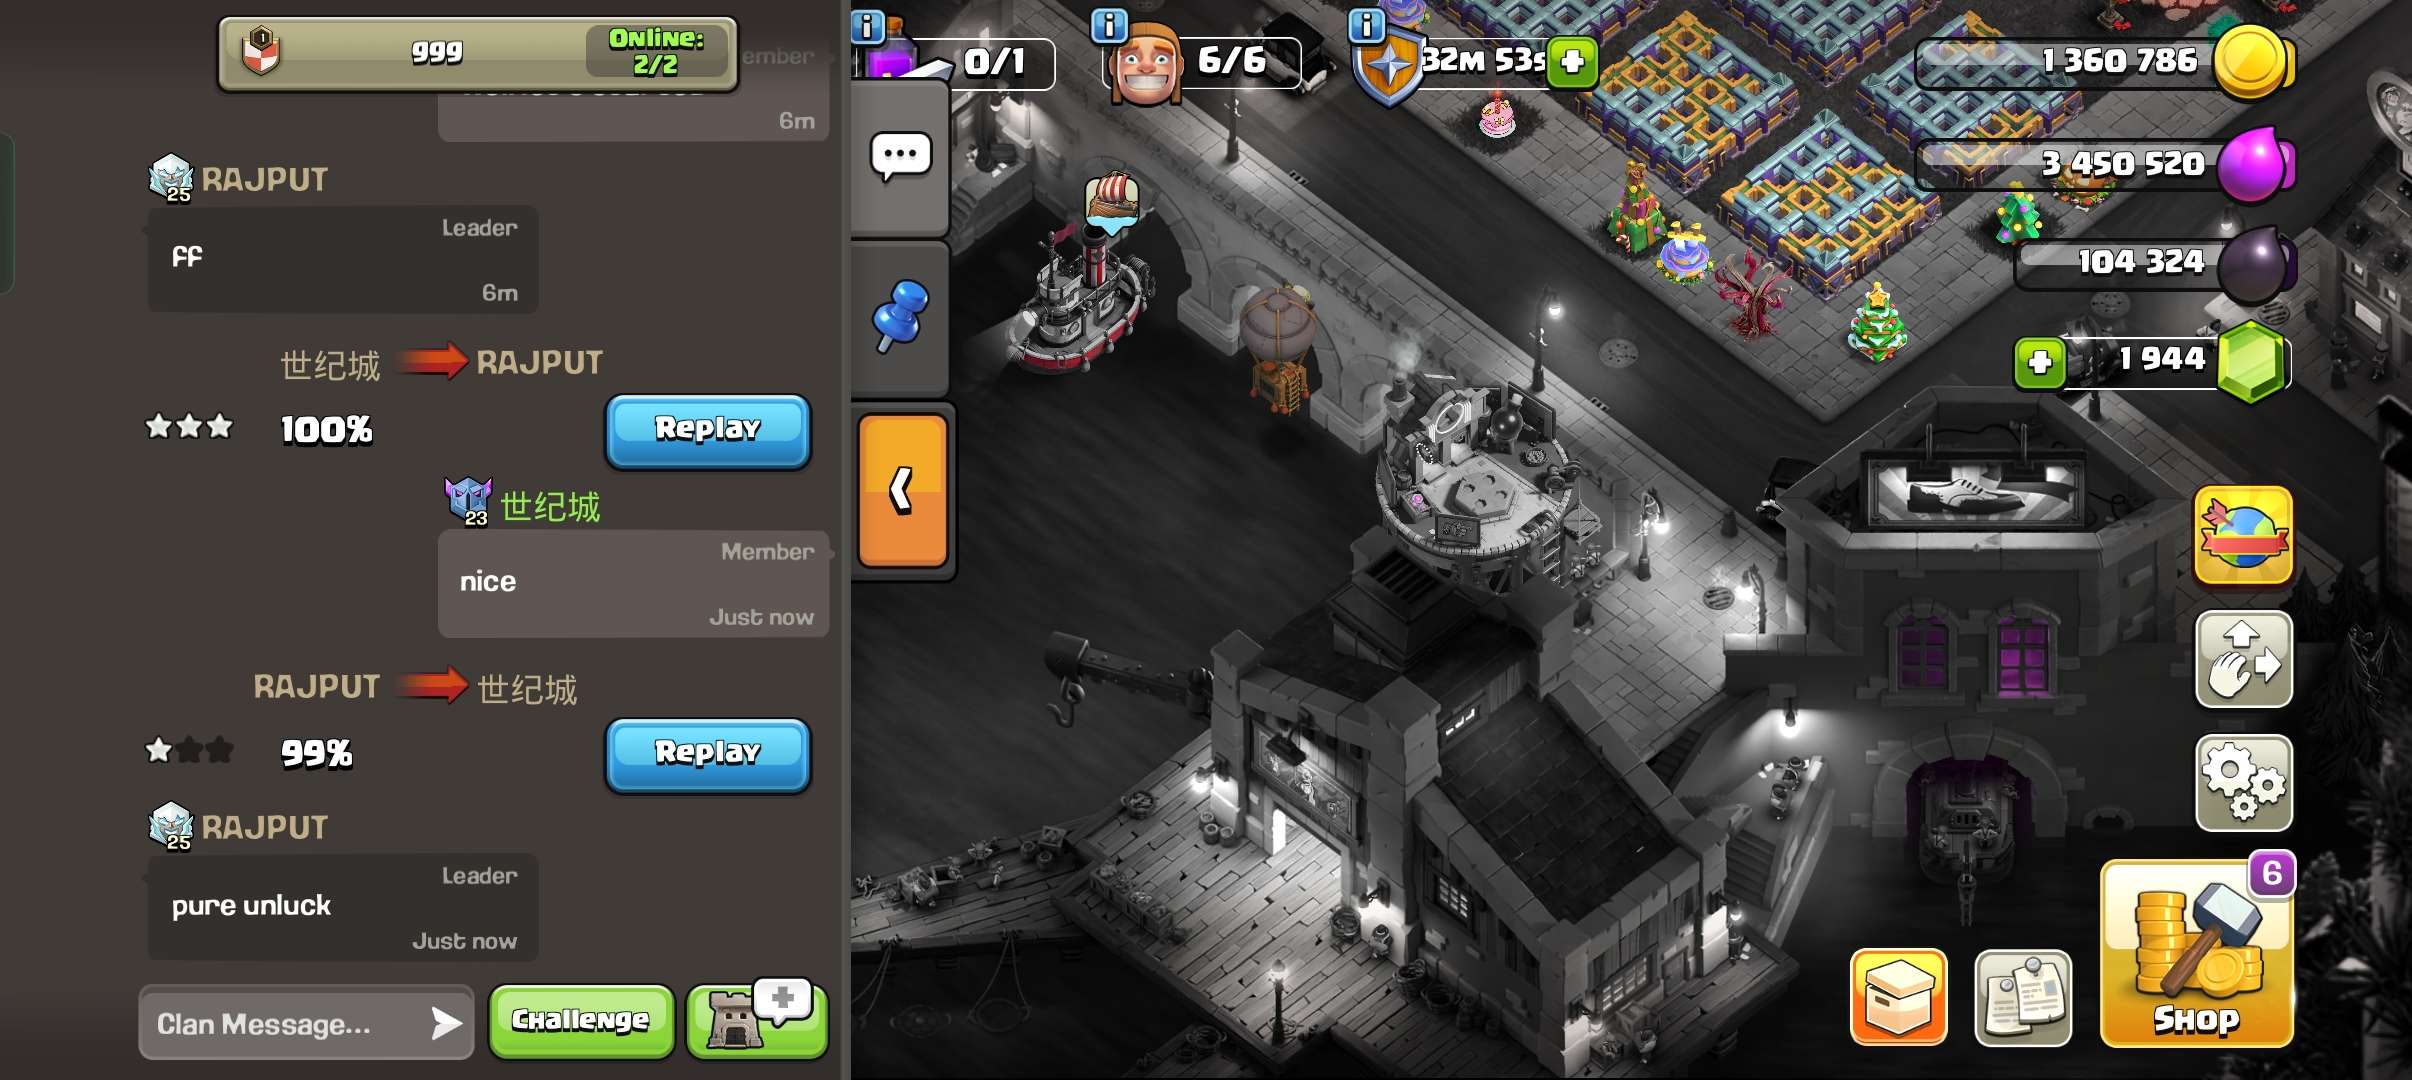 999
Online:
2/2
ember
6m
RAJPUT
25
Leader
ff
6m
世纪城
RAJPUT
100%
Replay
23
世纪城
Member
nice
Just now
RAJPUT
世纪城
99%
Replay
RAJPUT
25
Leader
pure unluck
Just now
Clan Message...
Challenge
0/1
6/6
32m 53s
1 360 786
3 450 520
104 324
1 944
6
Shop